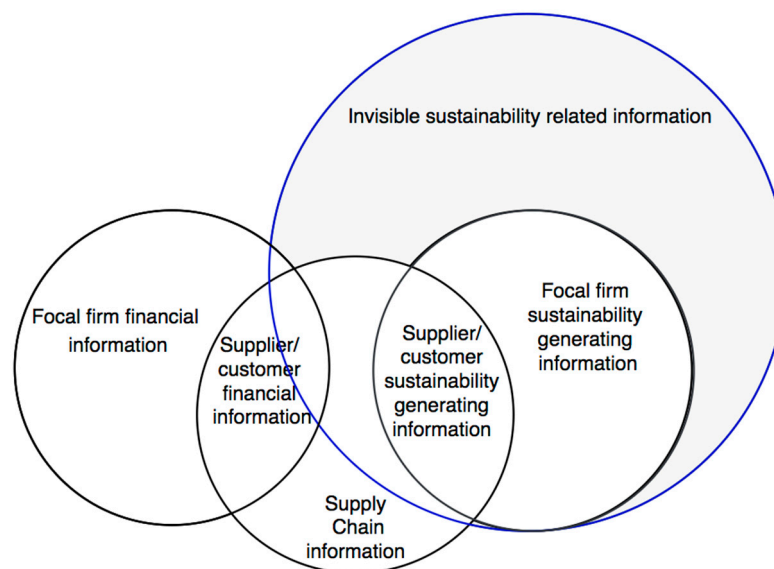 Invisible sustainability related information
Focal firm financial
information
Supplier/
customer
financial
information
Supplier/
customer
sustainability
generating
information
Focal firm
sustainability
generating
information
Supply
Chain
information